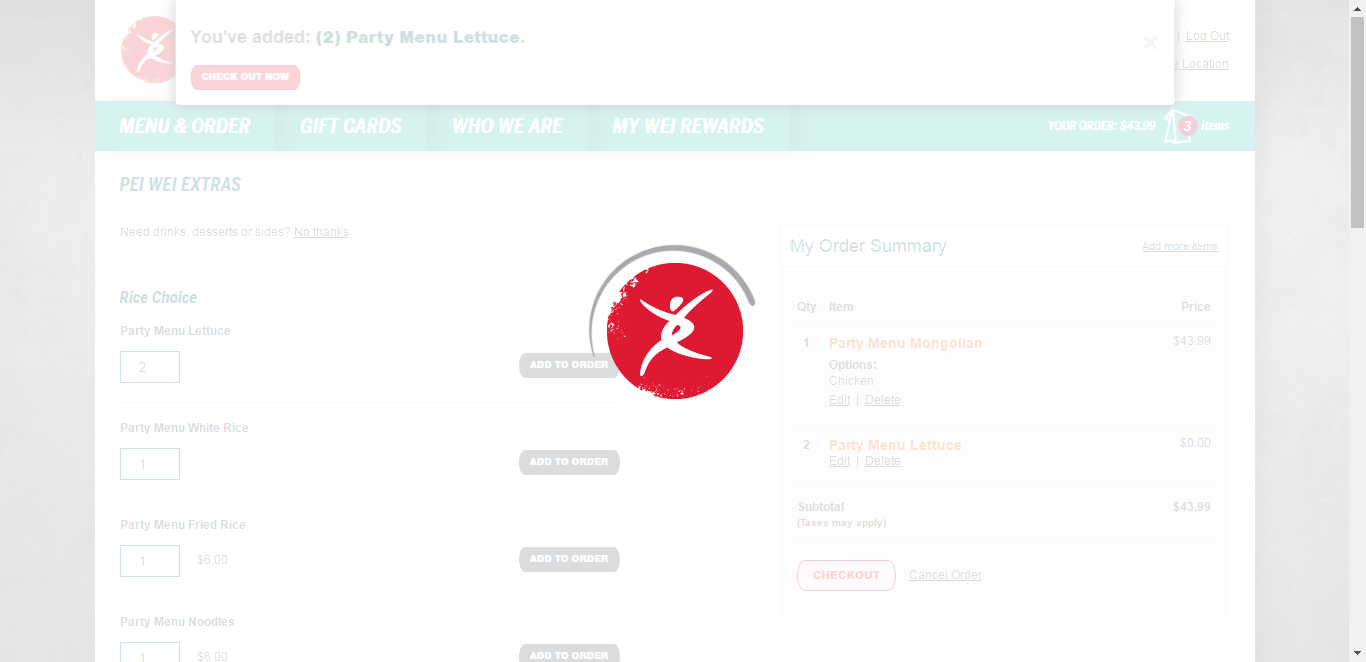 You've added: (2) Party Menu Lettuce.
| Log Out
CHECK OUT NOW
e Location
MENU & ORDER GIFT CARDS WHO WE ARE MY WEI REWARDS YOUR ORDER: $43.99 3 items
PEI WEI EXTRAS
Need drinks, desserts or sides? No thanks
My Order Summary Add more items
Rice Choice
Qty Item Price
Party Menu Lettuce
1 Party Menu Mongolian $43.99
2 ADD TO ORDER
Options:
Chicken
Edit | Delete
Party Menu White Rice
2 Party Menu Lettuce $0.00
Edit | Delete
1 ADD TO ORDER
Subtotal $43.99
(Taxes may apply)
Party Menu Fried Rice
1 $6.00 ADD TO ORDER
CHECKOUT Cancel Order
Party Menu Noodles
1 $6.00 ADD TO ORDER